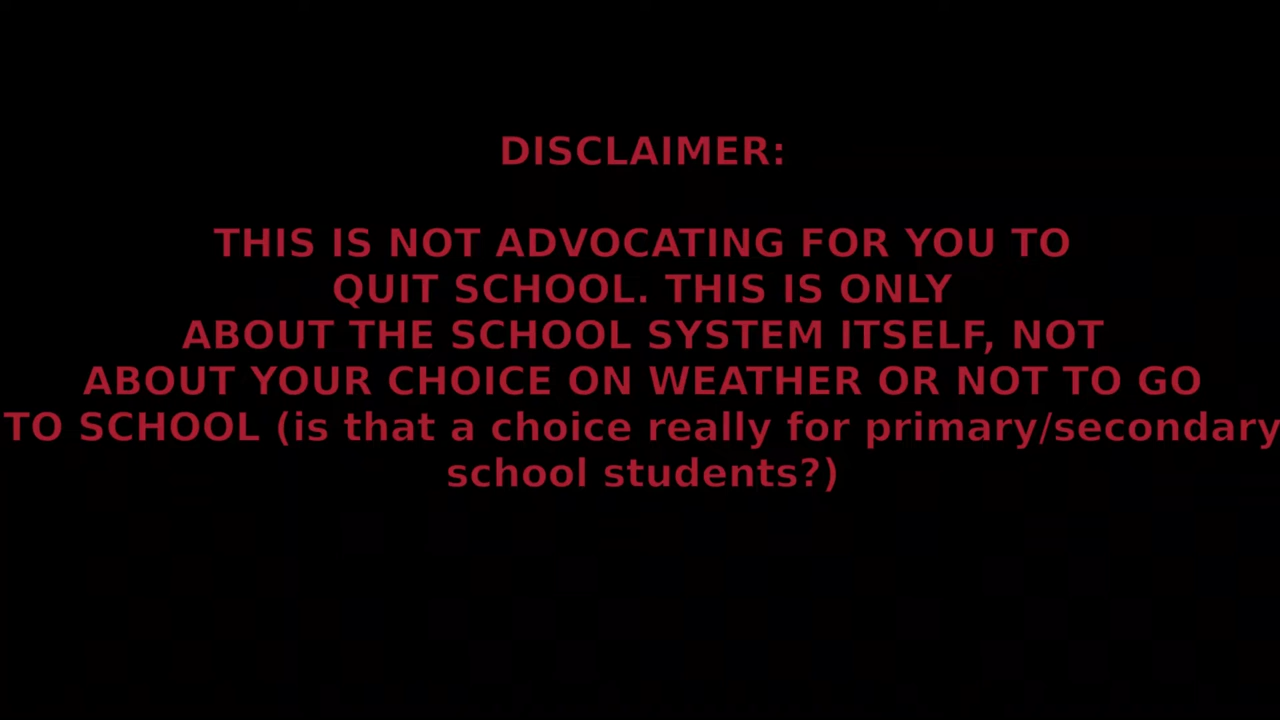 DISCLAIMER:
THIS IS NOT ADVOCATING FOR YOU TO
QUIT SCHOOL. THIS IS ONLY
ABOUT THE SCHOOL SYSTEM ITSELF, NOT
ABOUT YOUR CHOICE ON WEATHER OR NOT TO GO
TO SCHOOL (is that a choice really for primary/secondary
school students?)